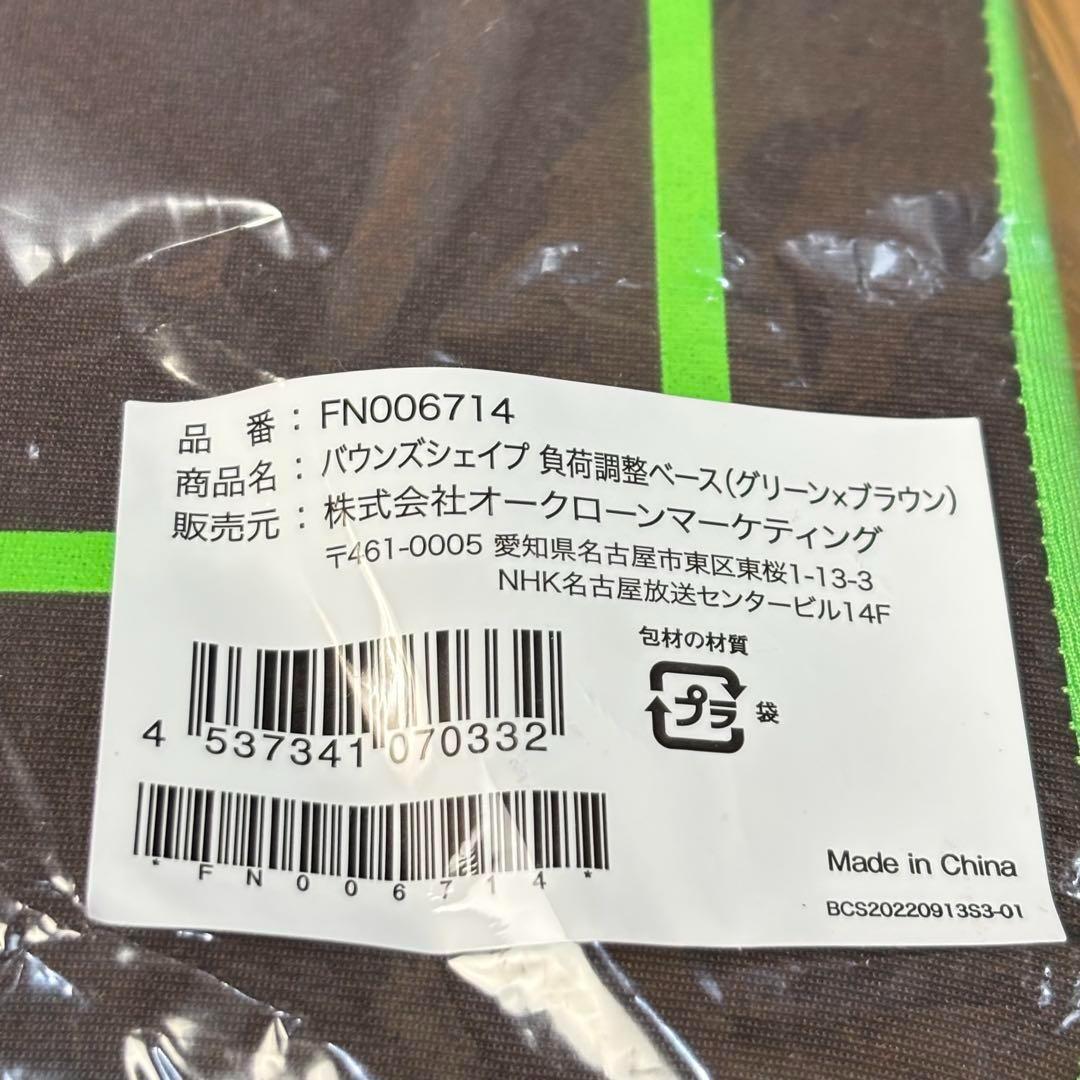 品 番：FN006714
商品名：バウンズシェイプ 負荷調整ベース(グリーン×ブラウン)
販売元：株式会社オークローンマーケティング
〒461-0005 愛知県名古屋市東区東桜1-13-3
NHK名古屋放送センタービル14F
包材の材質
プラ 袋
4 537341 070332
*FN006714*
Made in China
BCS20220913S3-01